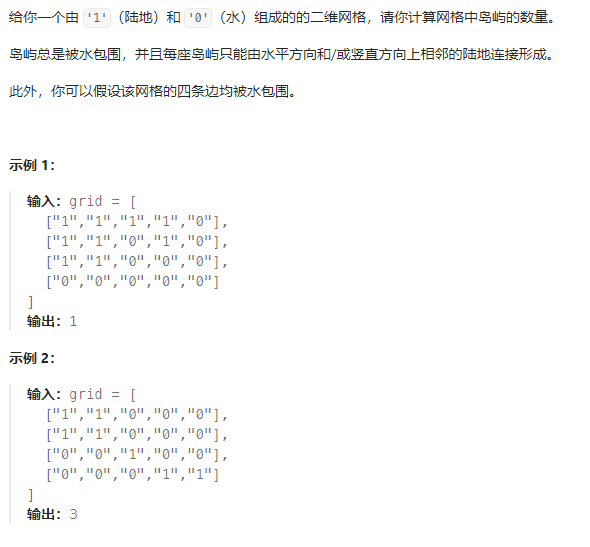 给你一个由 '1'（陆地）和 '0'（水）组成的的二维网格，请你计算网格中岛屿的数量。
岛屿总是被水包围，并且每座岛屿只能由水平方向和/或竖直方向上相邻的陆地连接形成。
此外，你可以假设该网格的四条边均被水包围。
示例 1：
输入：grid = [
["1","1","1","1","0"],
["1","1","0","1","0"],
["1","1","0","0","0"],
["0","0","0","0","0"]
]
输出：1
示例 2：
输入：grid = [
["1","1","0","0","0"],
["1","1","0","0","0"],
["0","0","1","0","0"],
["0","0","0","1","1"]
]
输出：3